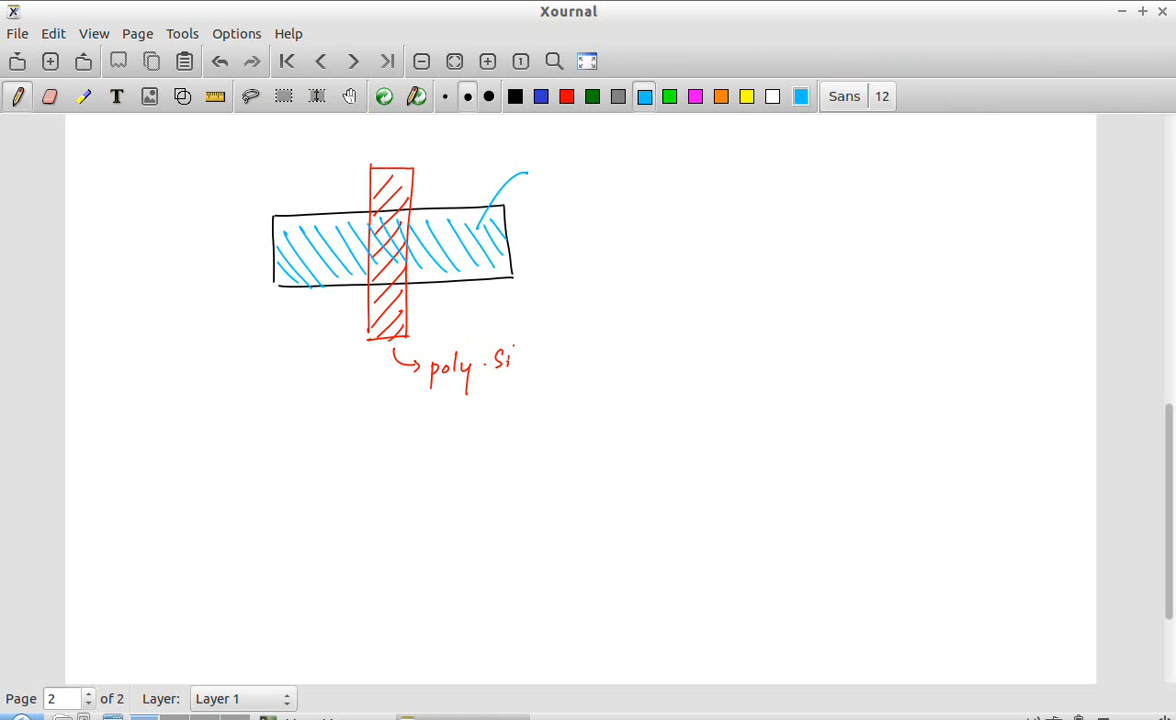 Xournal
File Edit View Page Tools Options Help
T Sans 12
poly. Si
Page 2 of 2 Layer: Layer 1